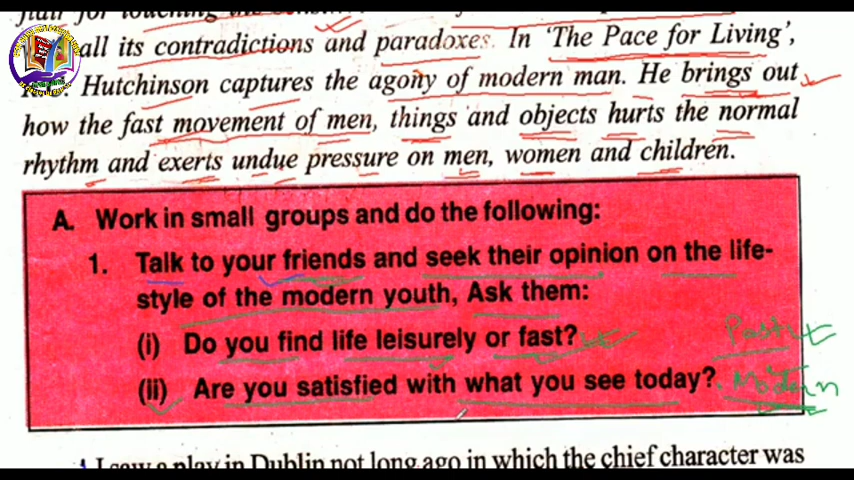 flair for touching the
all its contradictions and paradoxes. In 'The Pace for Living',
Hutchinson captures the agony of modern man. He brings out
how the fast movement of men, things and objects hurts the normal
rhythm and exerts undue pressure on men, women and children.
A. Work in small groups and do the following:
1. Talk to your friends and seek their opinion on the life-
style of the modern youth, Ask them:
(i) Do you find life leisurely or fast?
Past
(ii) Are you satisfied with what you see today?
Modern
I saw a play in Dublin not long ago in which the chief character was